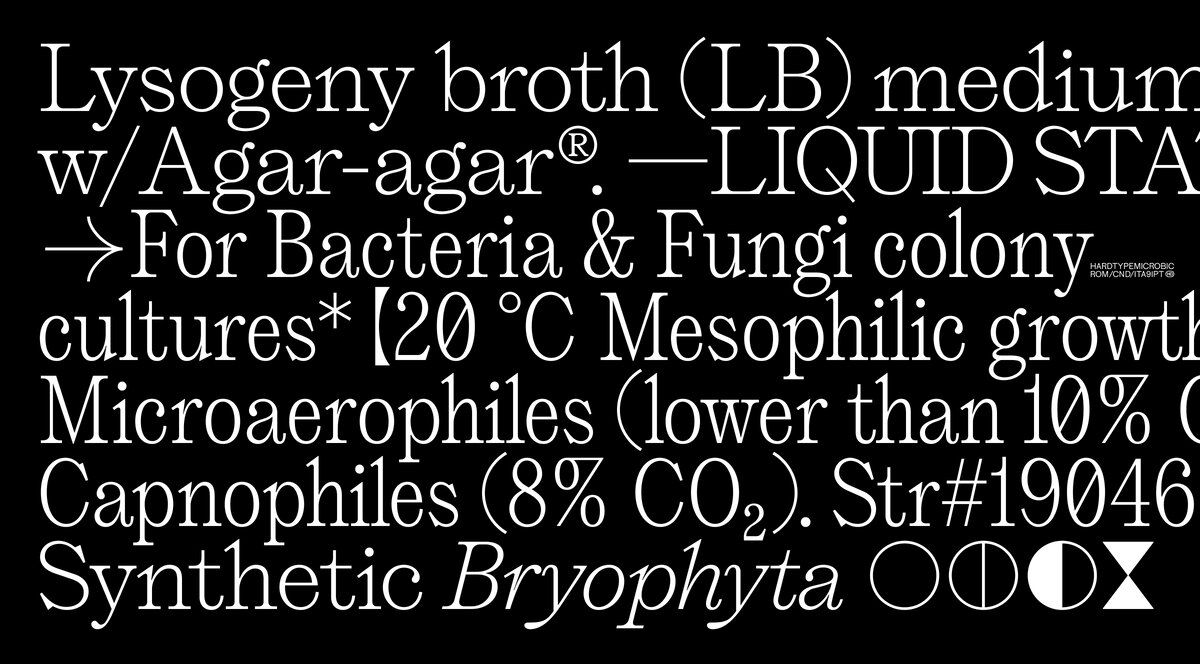 Lysogeny broth (LB) medium
w/Agar-agar®. —LIQUID STA
→For Bacteria & Fungi colony
HARDTYPEMICROBIC
ROM/CND/ITA9IPT
cultures* 【20 °C Mesophilic growth
Microaerophiles (lower than 10%
Capnophiles (8% CO₂). Str#19046
Synthetic Bryophyta